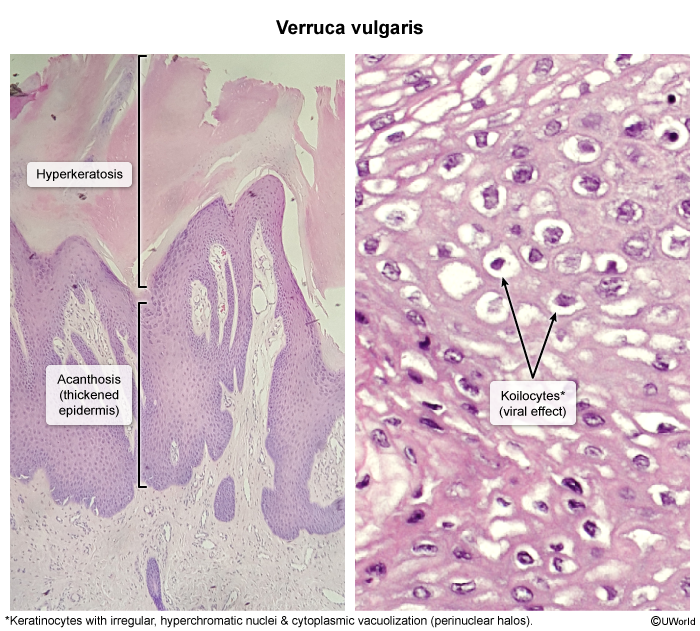 Verruca vulgaris
Hyperkeratosis
Acanthosis
(thickened
epidermis)
Koilocytes*
(viral effect)
*Keratinocytes with irregular, hyperchromatic nuclei & cytoplasmic vacuolization (perinuclear halos).
©UWorld